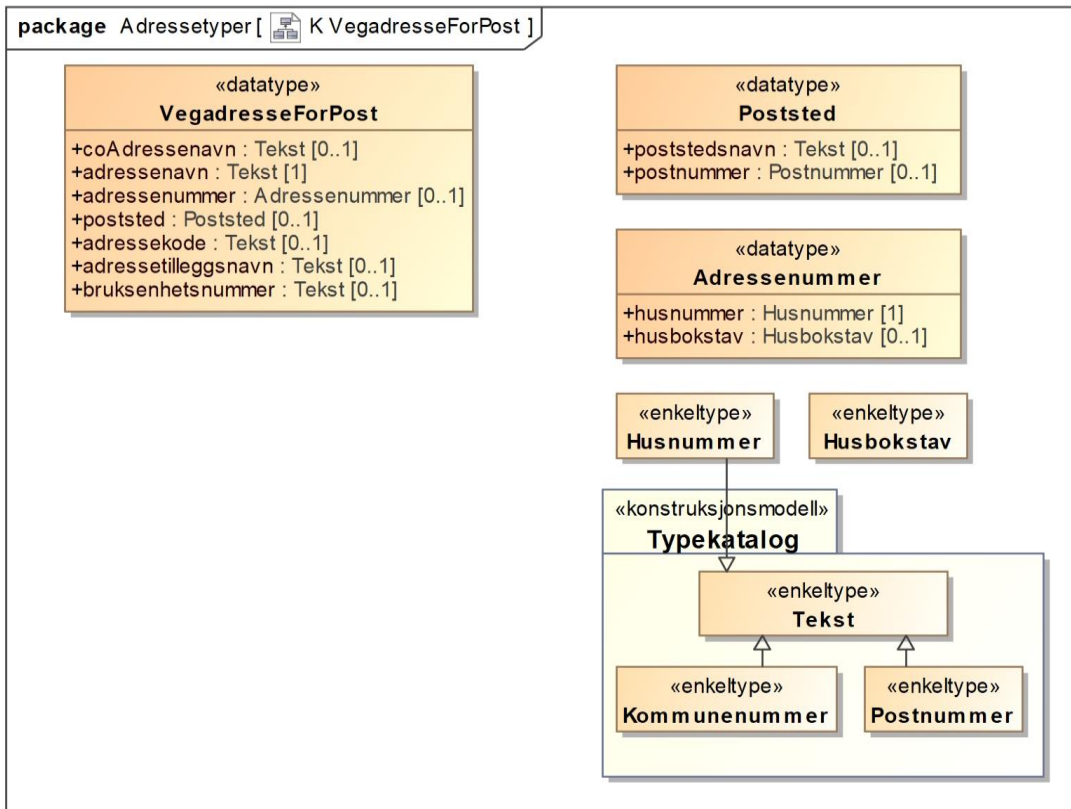 package Adressetyper [ K VegadresseForPost ]
«datatype»
VegadresseForPost
+coAdressenavn : Tekst [0..1]
+adressenavn : Tekst [1]
+adressenummer : Adressenummer [0..1]
+poststed : Poststed [0..1]
+adressekode : Tekst [0..1]
+adressetilleggsnavn : Tekst [0..1]
+bruksenhetsnummer : Tekst [0..1]
«datatype»
Poststed
+poststedsnavn : Tekst [0..1]
+postnummer : Postnummer [0..1]
«datatype»
Adressenummer
+husnummer : Husnummer [1]
+husbokstav : Husbokstav [0..1]
«enkeltype»
Husnummer
«enkeltype»
Husbokstav
«konstruksjonsmodell»
Typekatalog
«enkeltype»
Tekst
«enkeltype»
Kommunenummer
«enkeltype»
Postnummer